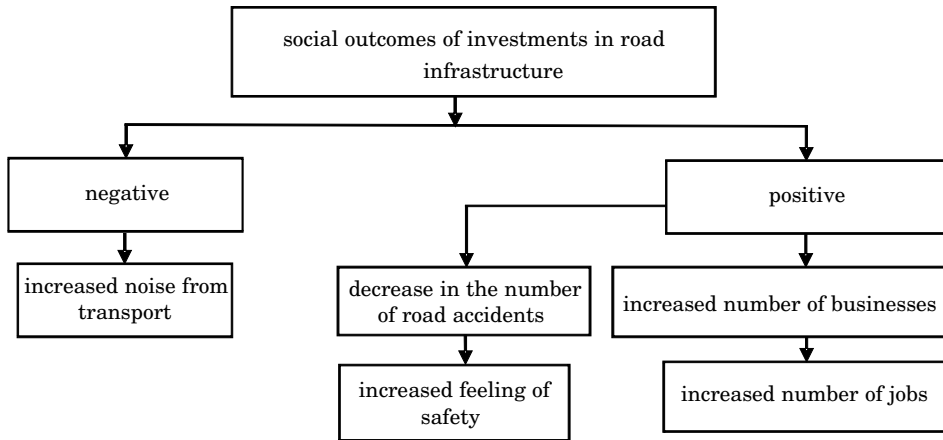 social outcomes of investments in road
infrastructure
negative
positive
increased noise from
transport
decrease in the number
of road accidents
increased number of businesses
increased feeling of
safety
increased number of jobs